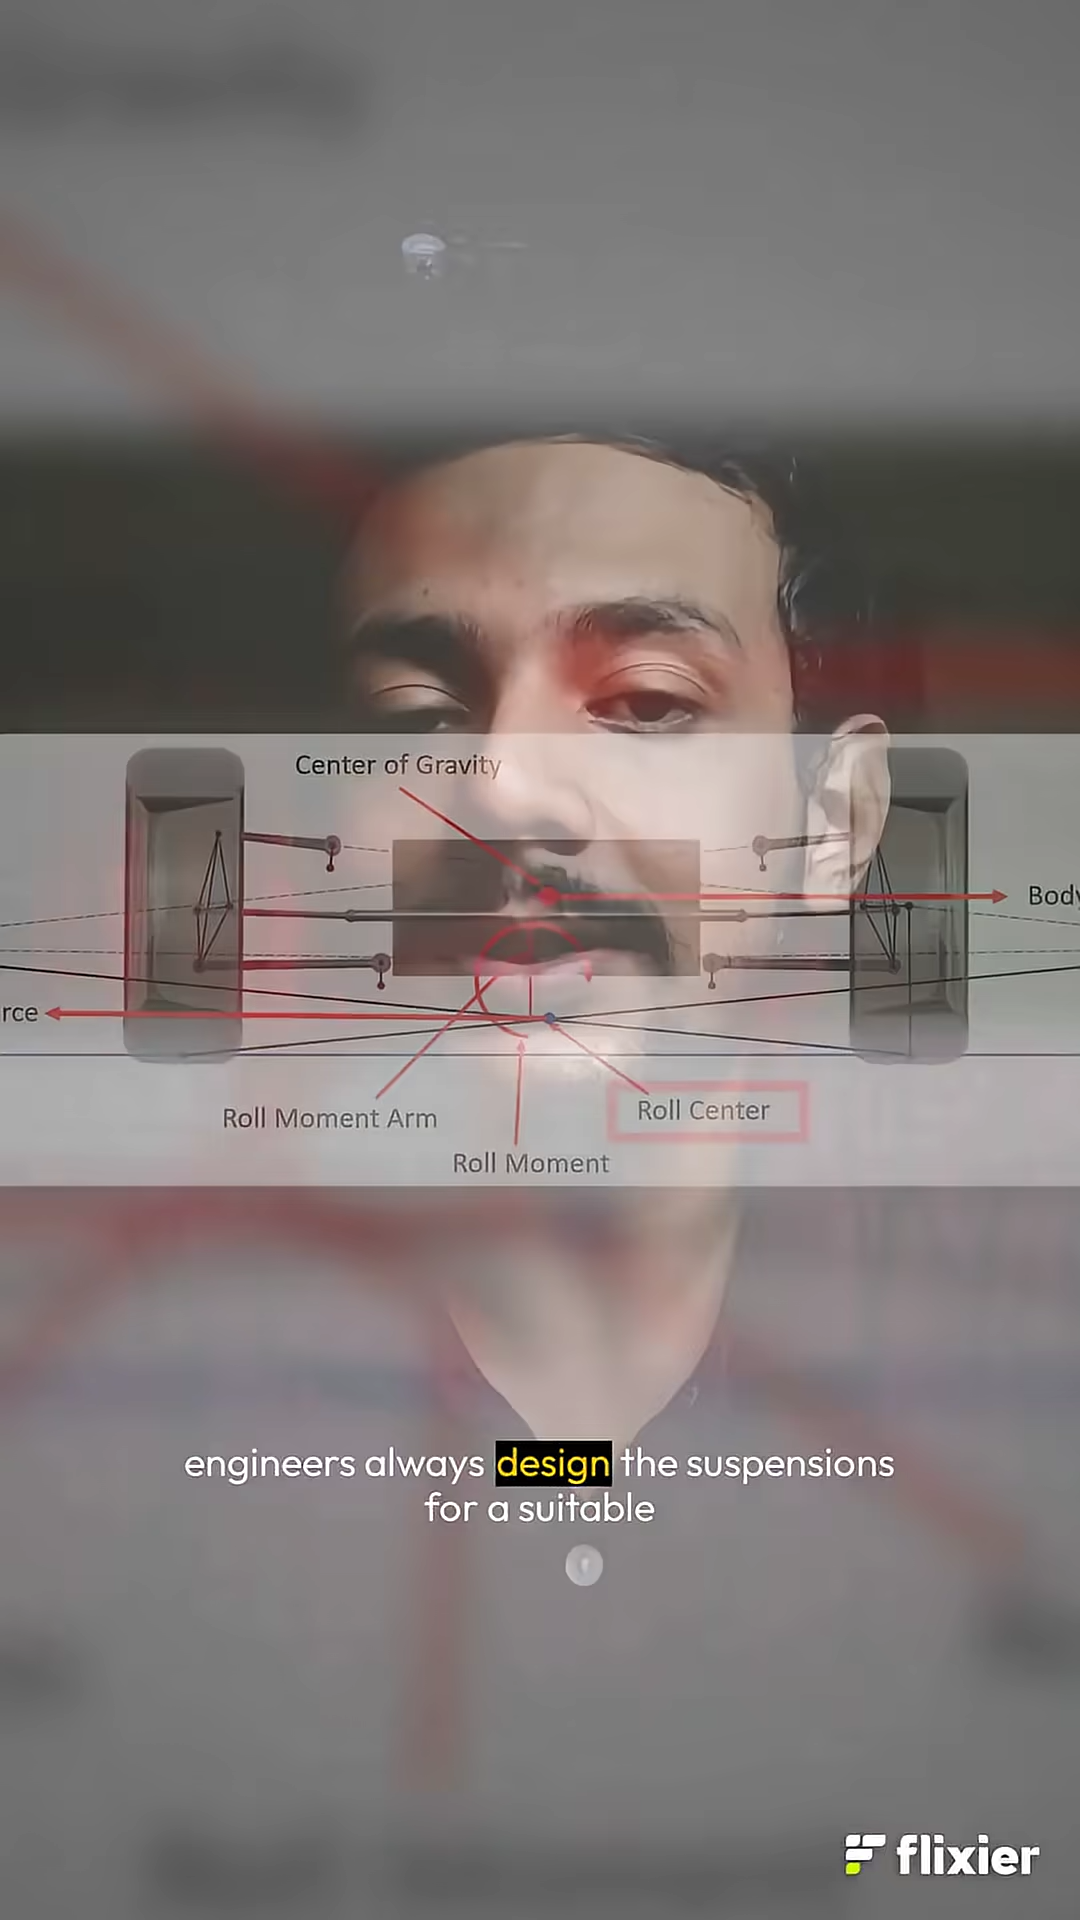 Center of Gravity
Body
rce
Roll Moment Arm
Roll Center
Roll Moment
engineers always design the suspensions
for a suitable
flixier